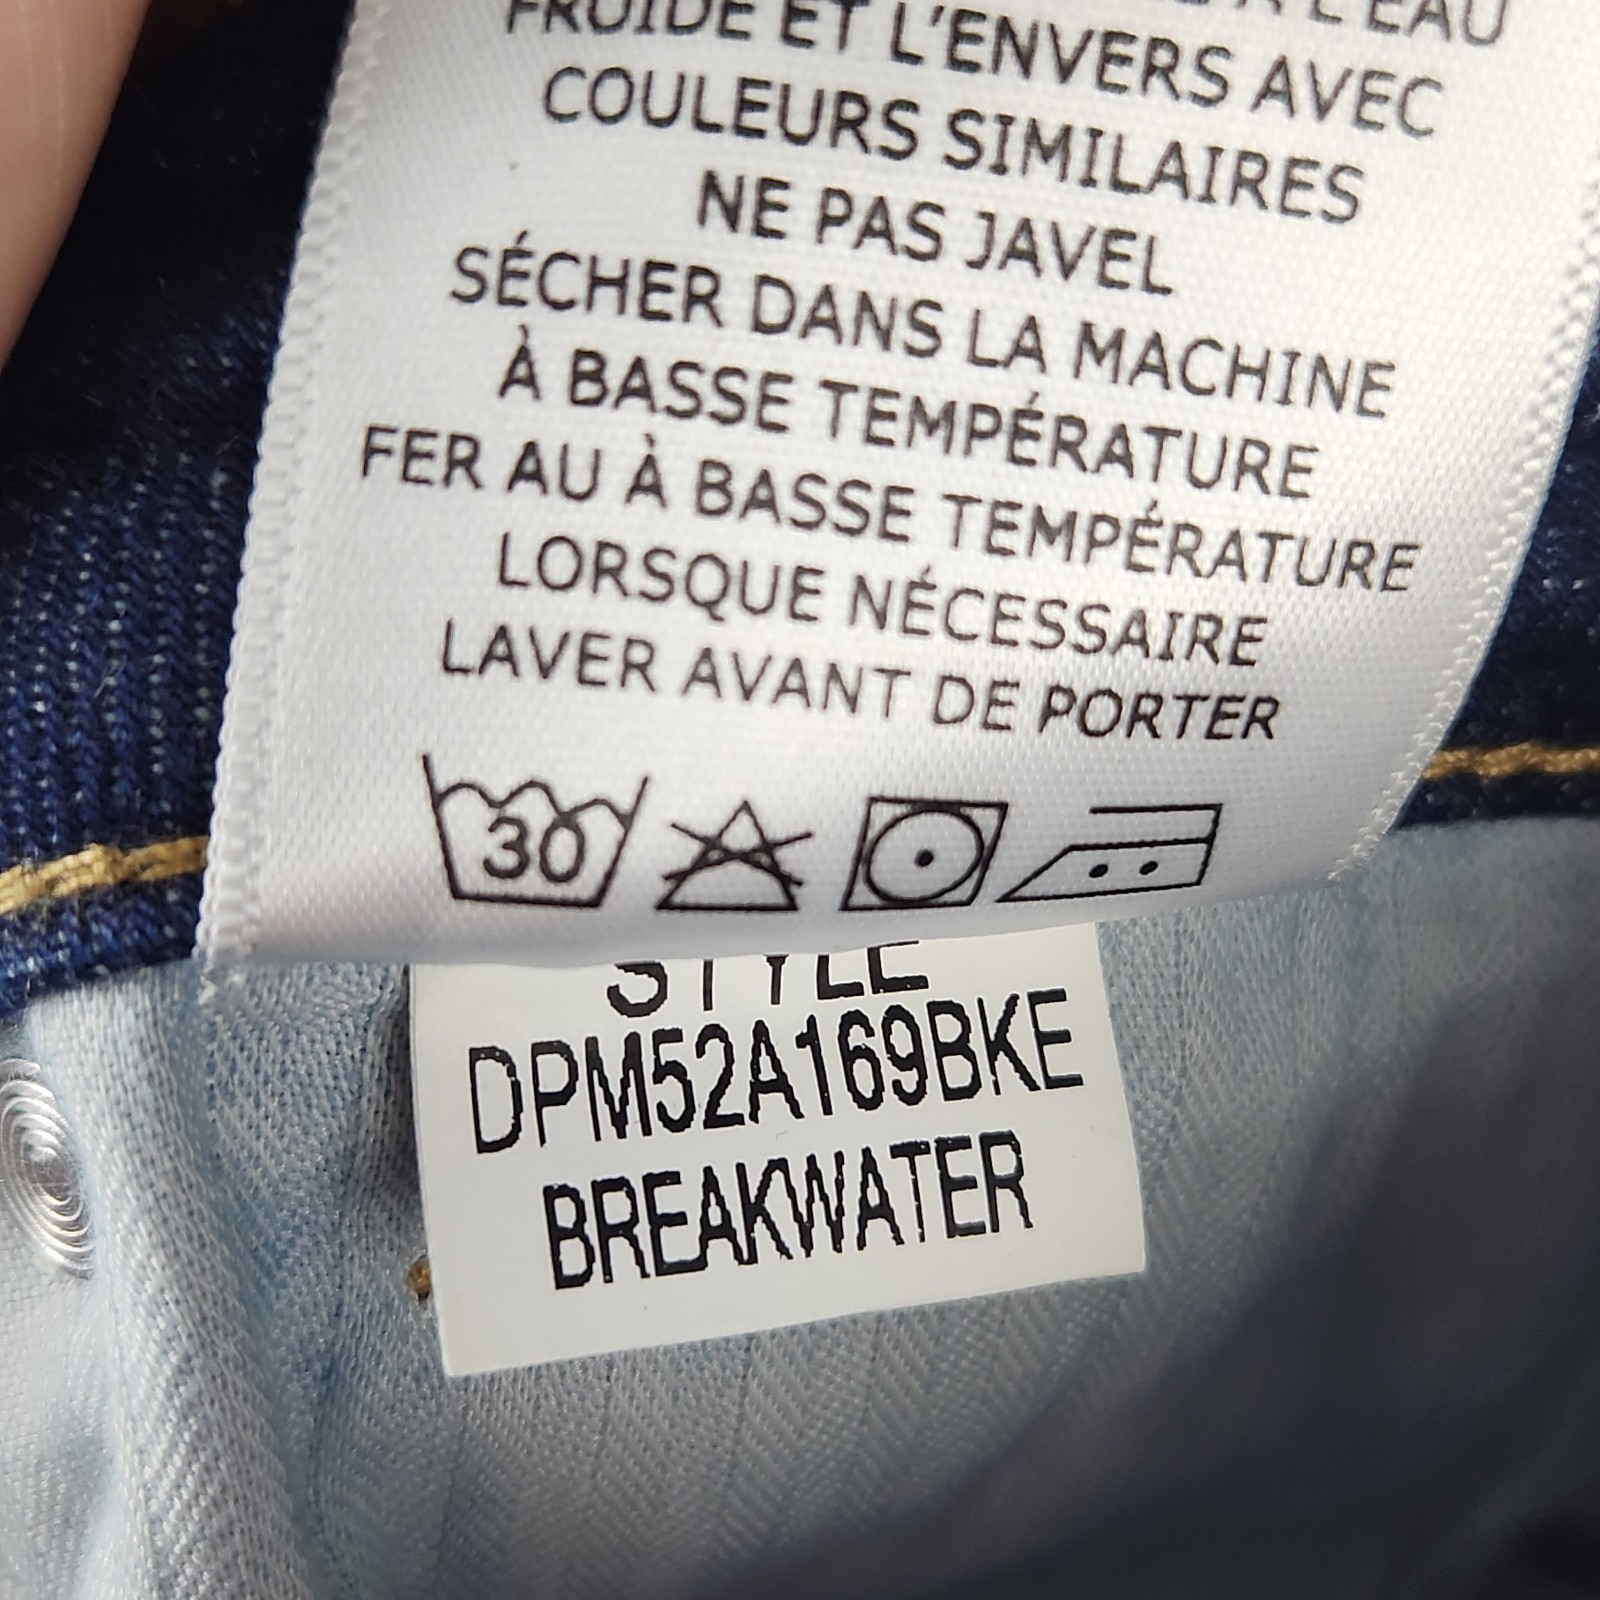 À L'EAU
FROIDE ET L'ENVERS AVEC
COULEURS SIMILAIRES
NE PAS JAVEL
SÉCHER DANS LA MACHINE
À BASSE TEMPÉRATURE
FER AU À BASSE TEMPÉRATURE
LORSQUE NÉCESSAIRE
LAVER AVANT DE PORTER
30
STYLE
DPM52A169BKE
BREAKWATER